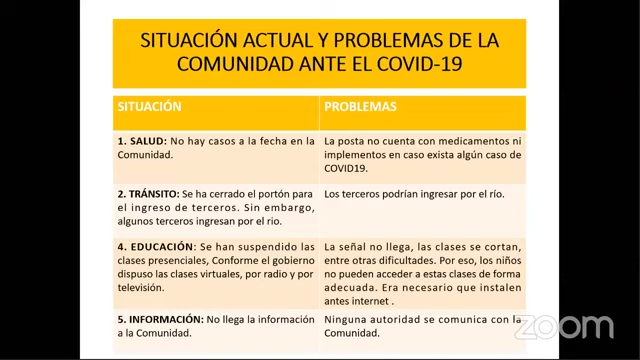 SITUACIÓN ACTUAL Y PROBLEMAS DE LA
COMUNIDAD ANTE EL COVID-19
SITUACIÓN
PROBLEMAS
1. SALUD: No hay casos a la fecha en la
Comunidad.
La posta no cuenta con medicamentos ni
implementos en caso exista algún caso de
COVID19.
2. TRÁNSITO: Se ha cerrado el portón para
el ingreso de terceros. Sin embargo,
algunos terceros ingresan por el rio.
Los terceros podrían ingresar por el río.
4. EDUCACIÓN: Se han suspendido las
clases presenciales, Conforme el gobierno
dispuso las clases virtuales, por radio y por
televisión.
La señal no llega, las clases se cortan,
entre otras dificultades. Por eso, los niños
no pueden acceder a estas clases de forma
adecuada. Era necesario que instalen
antes internet .
5. INFORMACIÓN: No llega la información
a la Comunidad.
Ninguna autoridad se comunica con la
Comunidad.
zoom